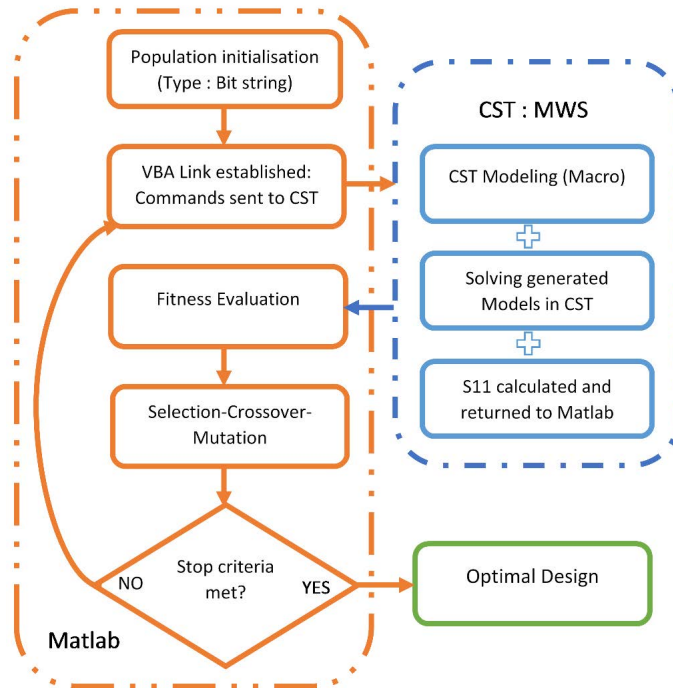 Population initialisation
(Type : Bit string)
VBA Link established:
Commands sent to CST
Fitness Evaluation
Selection-Crossover-
Mutation
Stop criteria
met?
NO
YES
Matlab
CST : MWS
CST Modeling (Macro)
Solving generated
Models in CST
S11 calculated and
returned to Matlab
Optimal Design